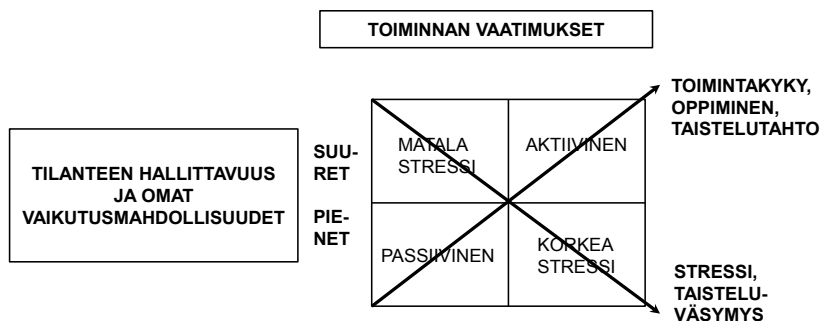 TOIMINNAN VAATIMUKSET
TOIMINTAKYKY,
OPPIMINEN,
TAISTELUTAHTO
TILANTEEN HALLITTAVUUS
JA OMAT
VAIKUTUSMAHDOLLISUUDET
SUU-
RET
MATALA
STRESSI
AKTIIVINEN
PIE-
NET
PASSIIVINEN
KORKEA
STRESSI
STRESSI,
TAISTELU-
VÄSYMYS